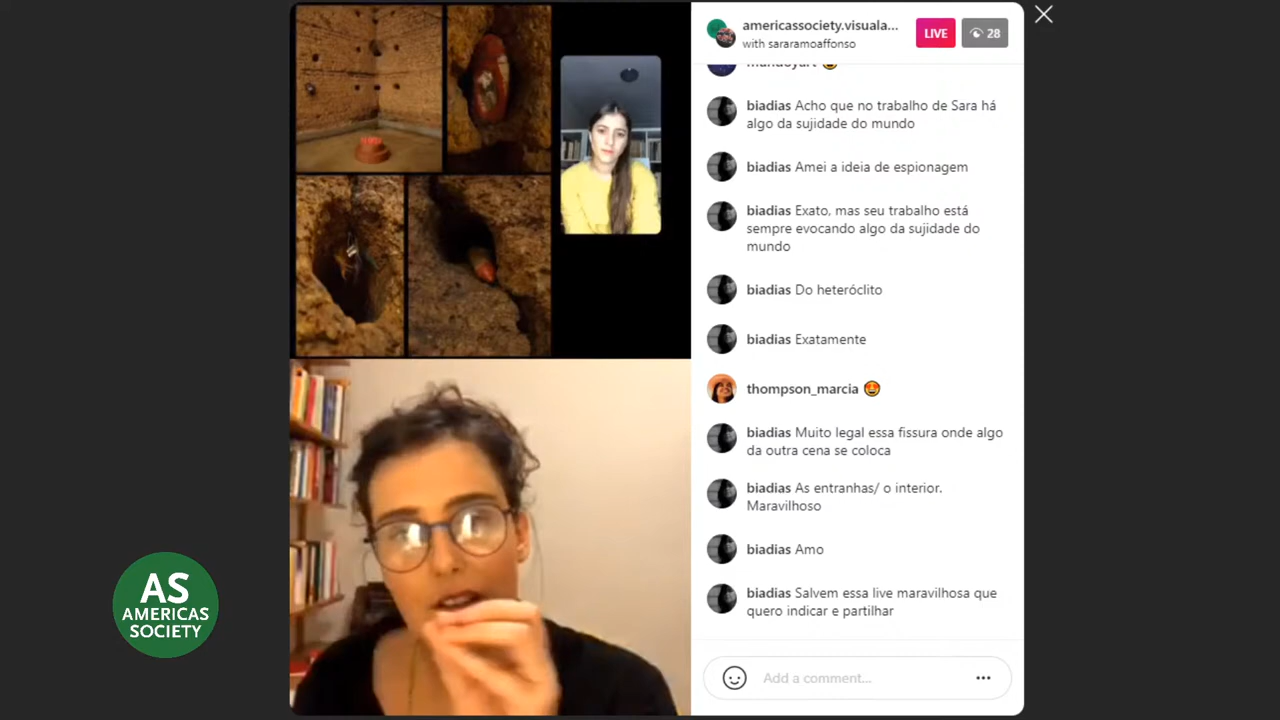 americassociety.visuala...
with sararamoaffonso
LIVE
28
biadias Acho que no trabalho de Sara há
algo da sujidade do mundo
biadias Amei a ideia de espionagem
biadias Exato, mas seu trabalho está
sempre evocando algo da sujidade do
mundo
biadias Do heteróclito
biadias Exatamente
thompson_marcia 🤩
biadias Muito legal essa fissura onde algo
da outra cena se coloca
biadias As entranhas/ o interior.
Maravilhoso
biadias Amo
biadias Salvem essa live maravilhosa que
quero indicar e partilhar
Add a comment...
AS
AMERICAS
SOCIETY